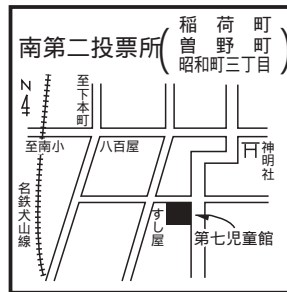 南第二投票所
稲荷町
曽野町
昭和町三丁目
N
至下本町
至南小
八百屋
神明社
名鉄犬山線
すし屋
第七児童館